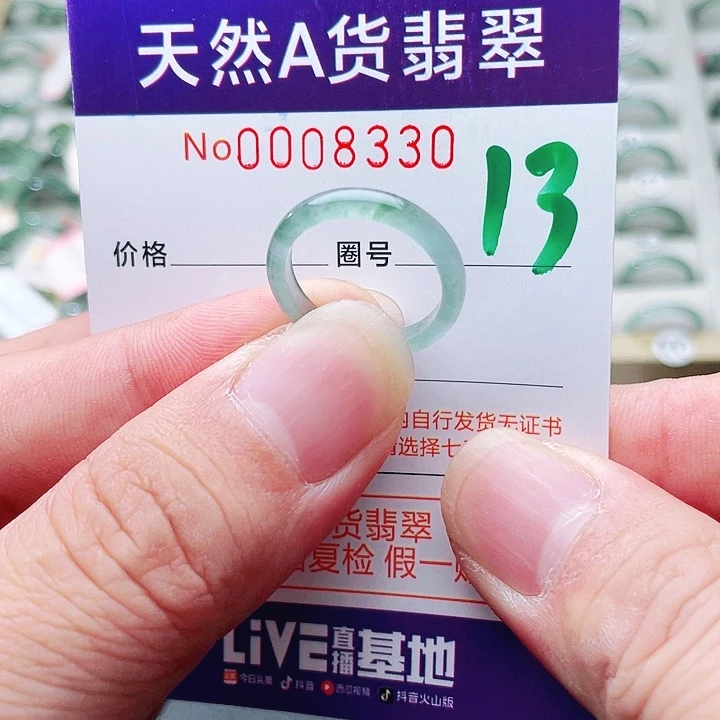 天然A货翡翠
No0008330
13
价格 圈号
自行发货无证书
选择七
货翡翠
复检 假一
LiVE直播基地
今日头条 抖音 西瓜视频 抖音火山版